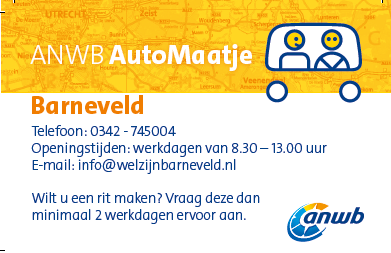 UTRECHT
Zeist
ANWB AutoMaatje
Veenendaal
Barneveld
Telefoon: 0342 - 745004
Openingstijden: werkdagen van 8.30 – 13.00 uur
E-mail: info@welzijnbarneveld.nl
Wilt u een rit maken? Vraag deze dan
minimaal 2 werkdagen ervoor aan.
anwb